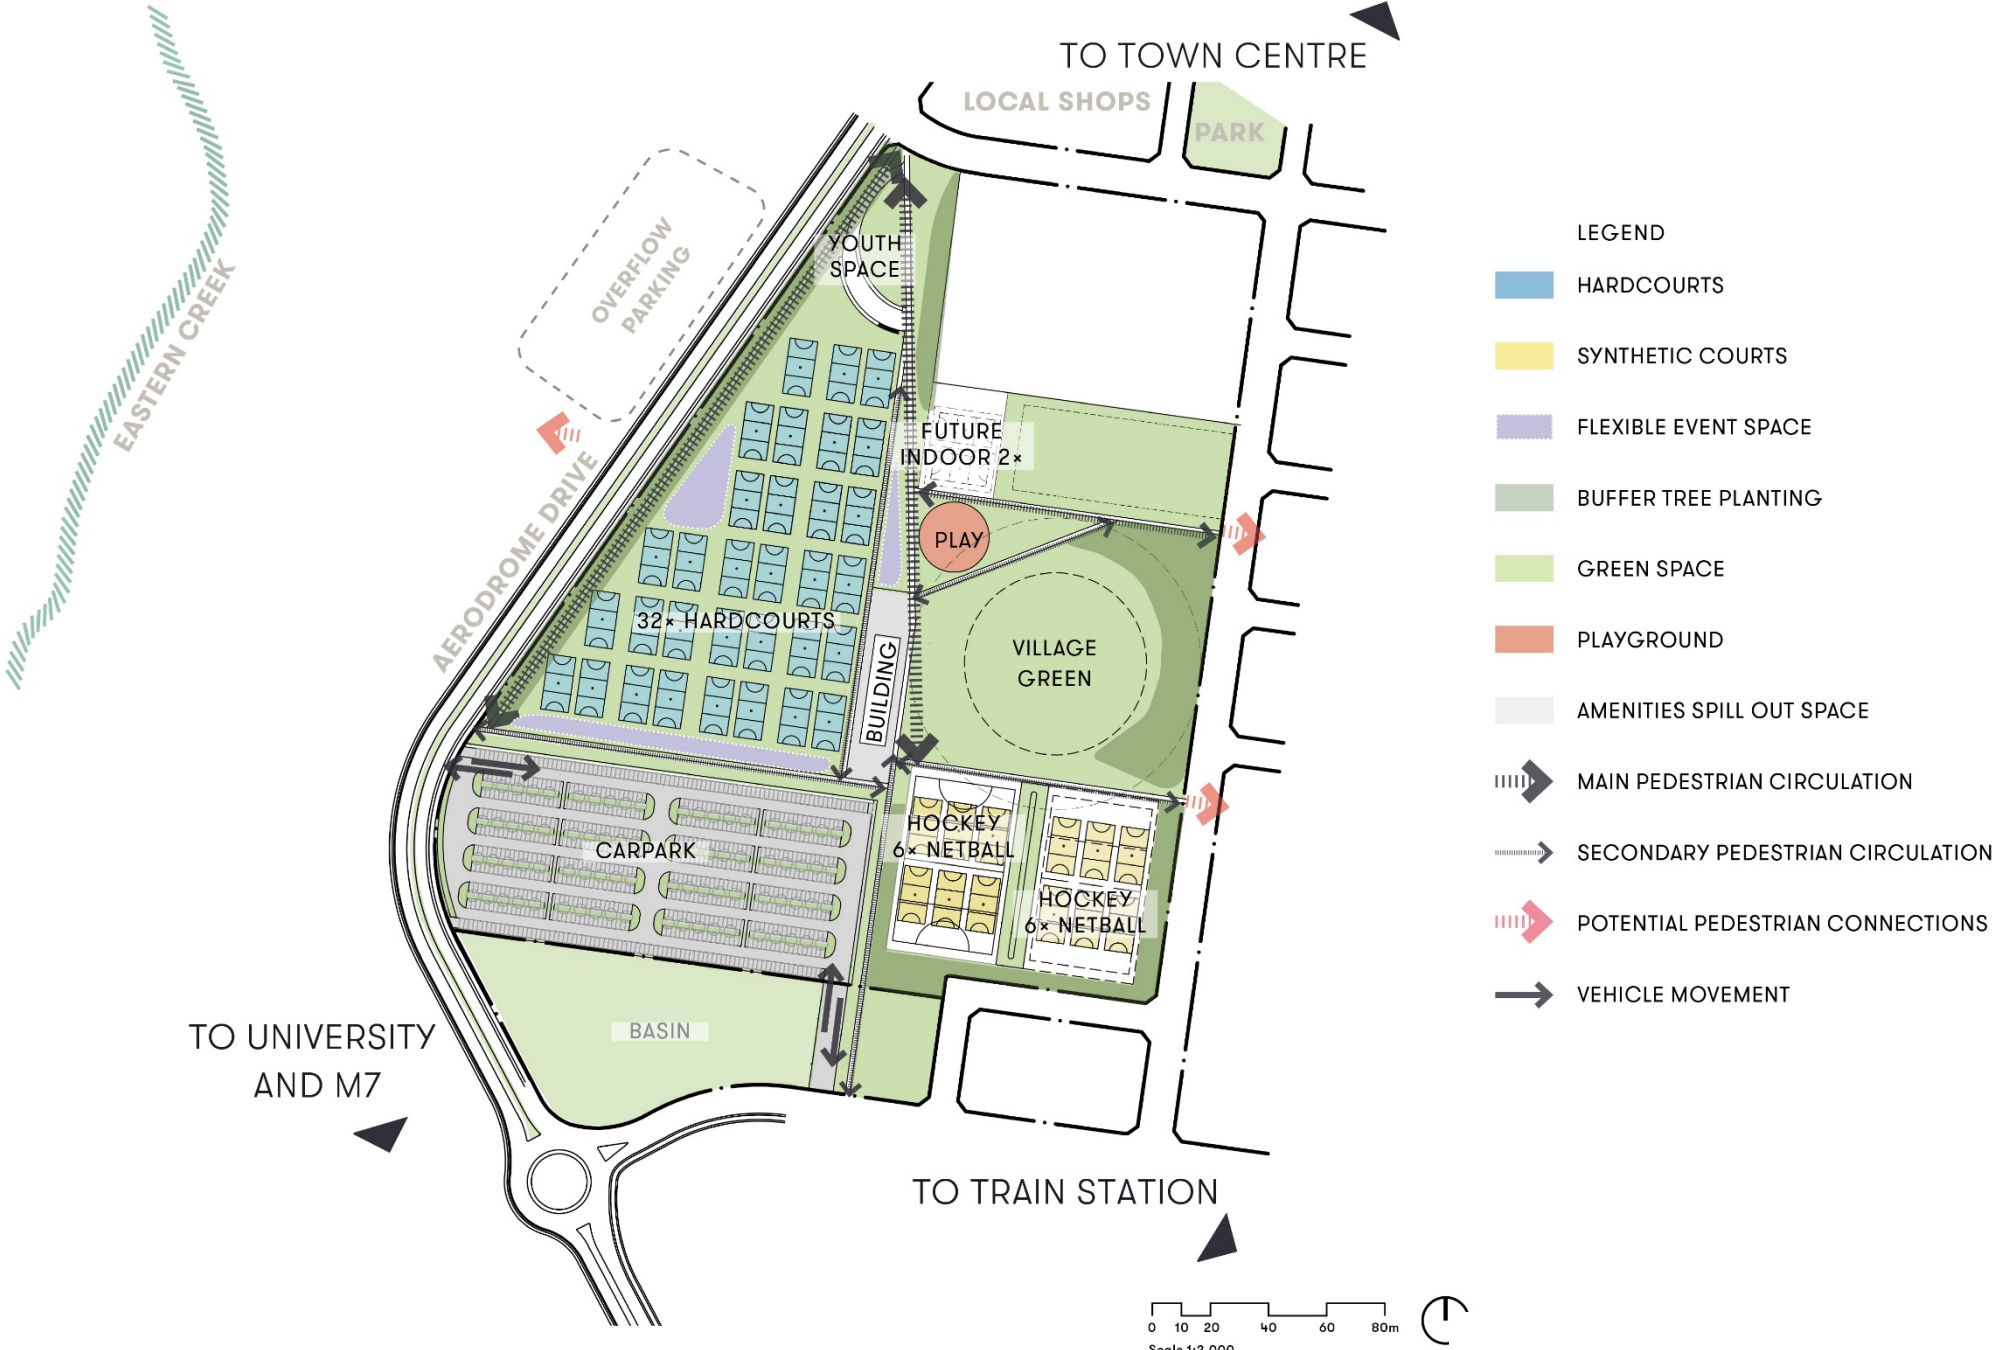 TO TOWN CENTRE
LOCAL SHOPS
PARK
OVERFLOW
PARKING
EASTERN CREEK
AERODROME DRIVE
YOUTH
SPACE
FUTURE
INDOOR 2×
PLAY
32× HARDCOURTS
BUILDING
VILLAGE
GREEN
CARPARK
HOCKEY
6× NETBALL
HOCKEY
6× NETBALL
BASIN
TO UNIVERSITY
AND M7
TO TRAIN STATION
LEGEND
HARDCOURTS
SYNTHETIC COURTS
FLEXIBLE EVENT SPACE
BUFFER TREE PLANTING
GREEN SPACE
PLAYGROUND
AMENITIES SPILL OUT SPACE
MAIN PEDESTRIAN CIRCULATION
SECONDARY PEDESTRIAN CIRCULATION
POTENTIAL PEDESTRIAN CONNECTIONS
VEHICLE MOVEMENT
0 10 20 40 60 80m